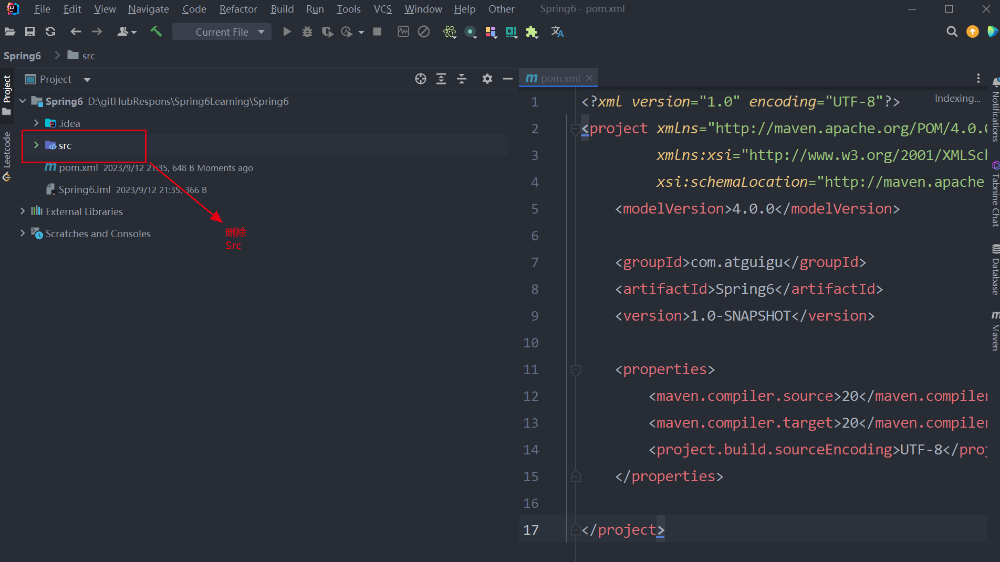 File Edit View Navigate Code Refactor Build Run Tools VCS Window Help Other Spring6 - pom.xml
Current File
Spring6 src
Project
Project
Leetcode
Spring6 D:\gitHubRespons\Spring6Learning\Spring6
.idea
src
pom.xml 2023/9/12 21:35, 648 B Moments ago
Spring6.iml 2023/9/12 21:35, 366 B
External Libraries
Scratches and Consoles
删除
Src
pom.xml
Indexing...
1 <?xml version="1.0" encoding="UTF-8"?>
2 <project xmlns="http://maven.apache.org/POM/4.0.0
3 xmlns:xsi="http://www.w3.org/2001/XMLSch
4 xsi:schemaLocation="http://maven.apache
5 <modelVersion>4.0.0</modelVersion>
6
7 <groupId>com.atguigu</groupId>
8 <artifactId>Spring6</artifactId>
9 <version>1.0-SNAPSHOT</version>
10
11 <properties>
12 <maven.compiler.source>20</maven.compiler
13 <maven.compiler.target>20</maven.compiler
14 <project.build.sourceEncoding>UTF-8</proj
15 </properties>
16
17 </project>
Notifications
Tabnine Chat
Database
Maven